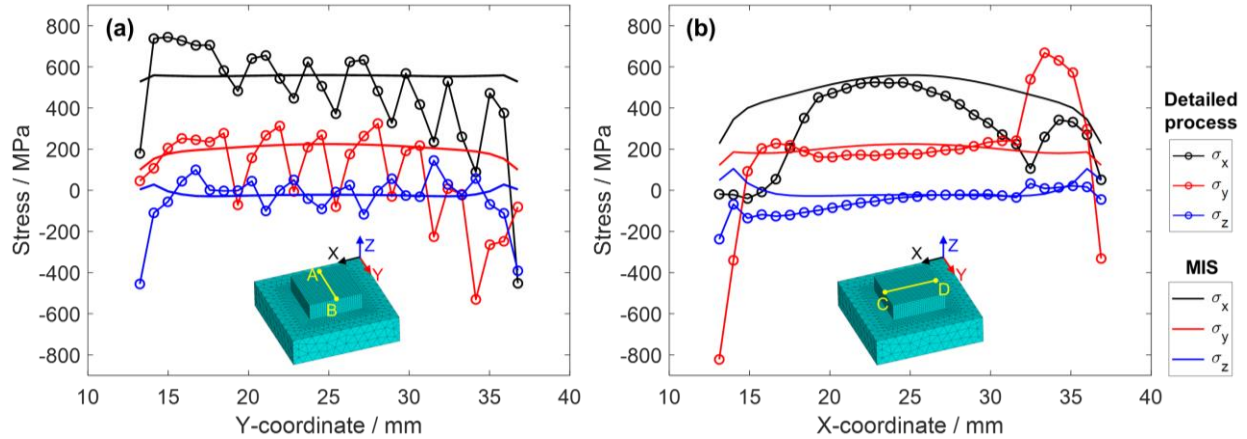 (a)
800
600
400
200
0
-200
-400
-600
-800
Stress / MPa
10 15 20 25 30 35 40
Y-coordinate / mm
X
Z
Y
A
B
(b)
800
600
400
200
0
-200
-400
-600
-800
Stress / MPa
10 15 20 25 30 35 40
X-coordinate / mm
X
Z
Y
C
D
Detailed
process
σx
σy
σz
MIS
σx
σy
σz